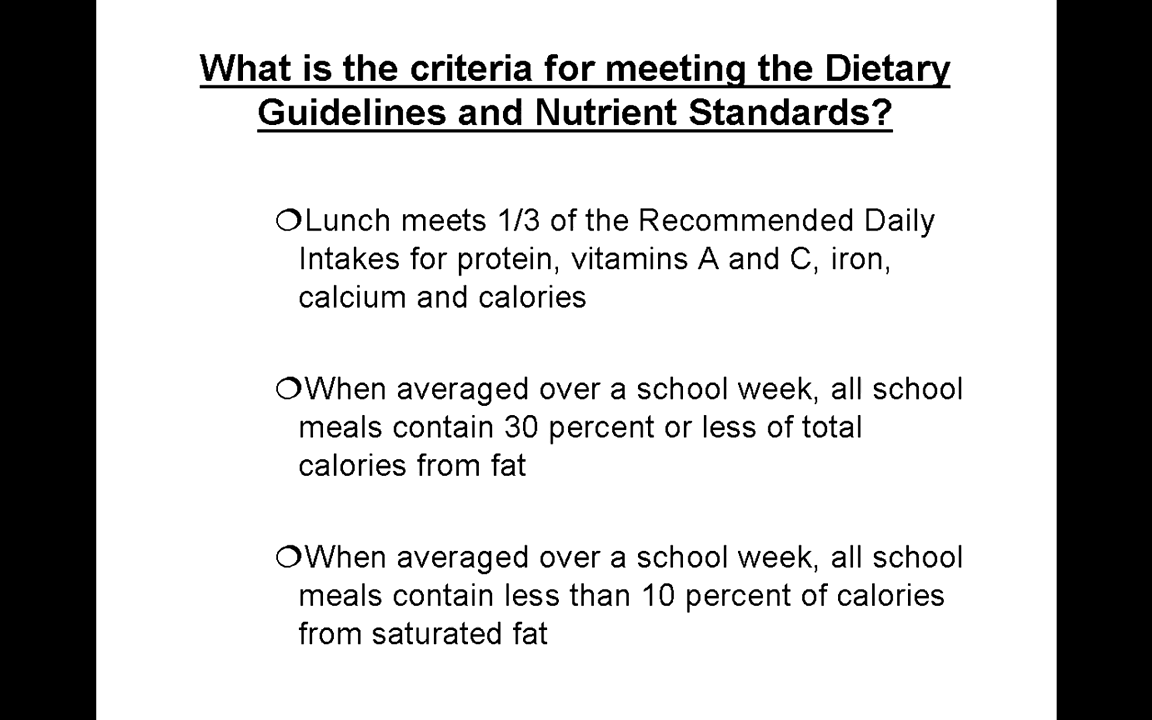 What is the criteria for meeting the Dietary
Guidelines and Nutrient Standards?
❍Lunch meets 1/3 of the Recommended Daily
Intakes for protein, vitamins A and C, iron,
calcium and calories
❍When averaged over a school week, all school
meals contain 30 percent or less of total
calories from fat
❍When averaged over a school week, all school
meals contain less than 10 percent of calories
from saturated fat